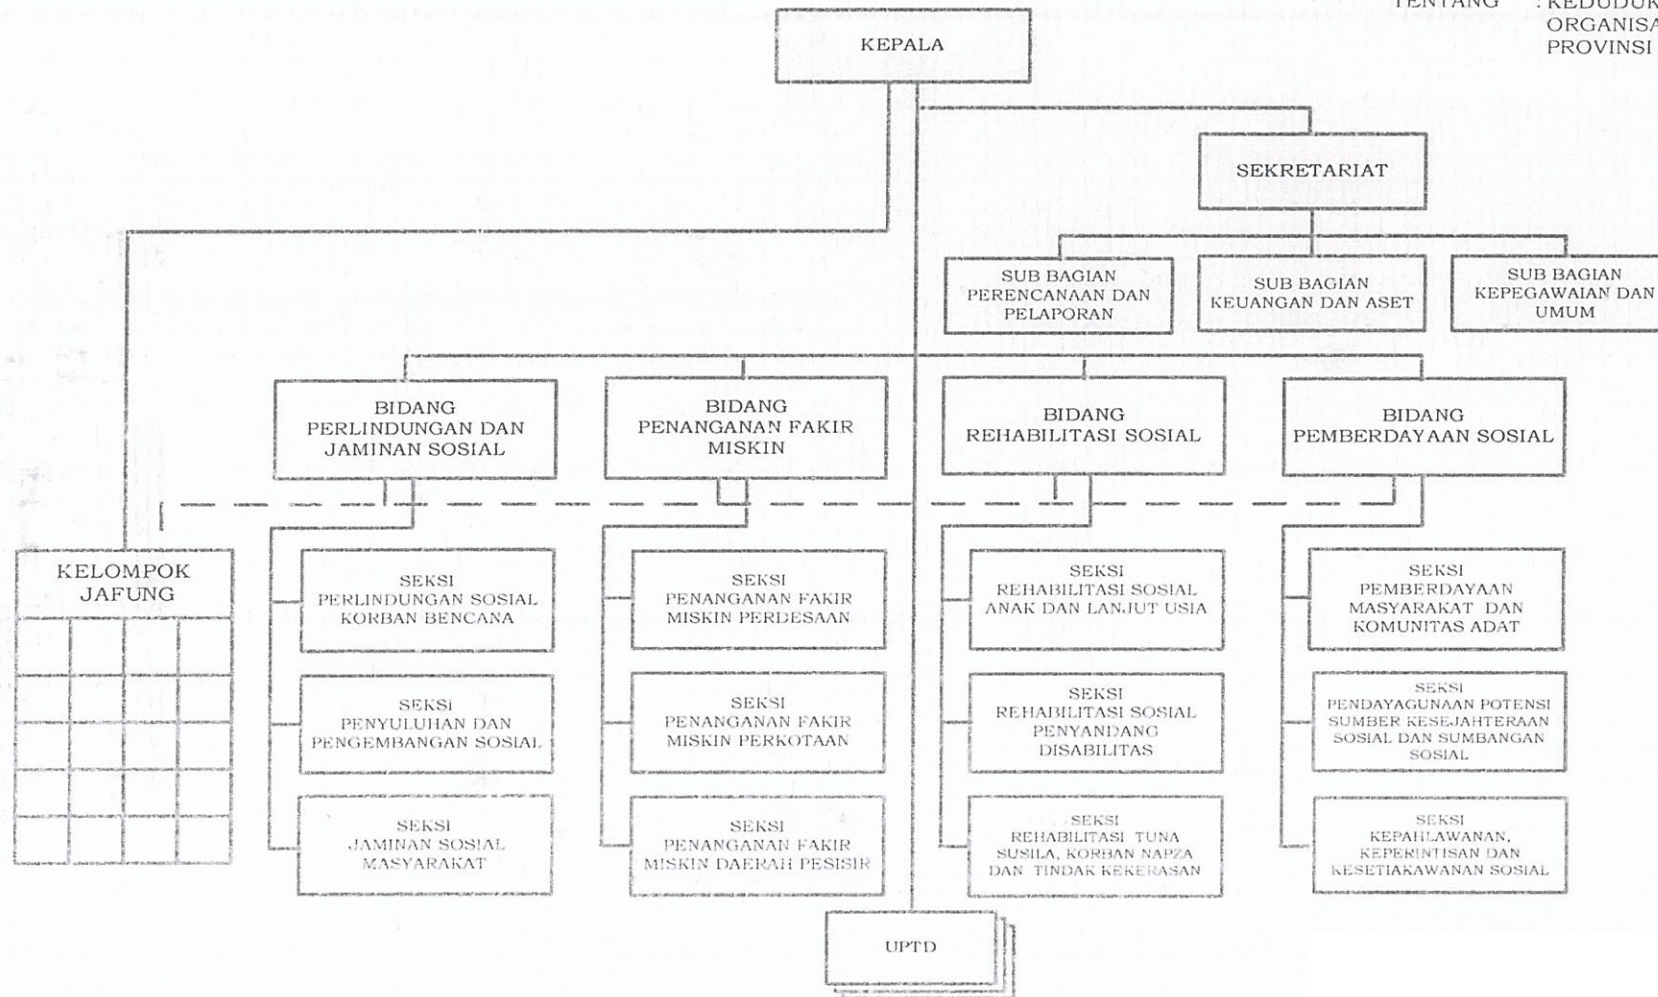 TENTANG : KEDUDUK
ORGANISA
PROVINSI
KEPALA
SEKRETARIAT
SUB BAGIAN
PERENCANAAN DAN
PELAPORAN
SUB BAGIAN
KEUANGAN DAN ASET
SUB BAGIAN
KEPEGAWAIAN DAN
UMUM
BIDANG
PERLINDUNGAN DAN
JAMINAN SOSIAL
BIDANG
PENANGANAN FAKIR
MISKIN
BIDANG
REHABILITASI SOSIAL
BIDANG
PEMBERDAYAAN SOSIAL
KELOMPOK
JAFUNG
SEKSI
PERLINDUNGAN SOSIAL
KORBAN BENCANA
SEKSI
PENANGANAN FAKIR
MISKIN PERDESAAN
SEKSI
REHABILITASI SOSIAL
ANAK DAN LANJUT USIA
SEKSI
PEMBERDAYAAN
MASYARAKAT DAN
KOMUNITAS ADAT
SEKSI
PENYULUHAN DAN
PENGEMBANGAN SOSIAL
SEKSI
PENANGANAN FAKIR
MISKIN PERKOTAAN
SEKSI
REHABILITASI SOSIAL
PENYANDANG
DISABILITAS
SEKSI
PENDAYAGUNAAN POTENSI
SUMBER KESEJAHTERAAN
SOSIAL DAN SUMBANGAN
SOSIAL
SEKSI
JAMINAN SOSIAL
MASYARAKAT
SEKSI
PENANGANAN FAKIR
MISKIN DAERAH PESISIR
SEKSI
REHABILITASI TUNA
SUSILA, KORBAN NAPZA
DAN TINDAK KEKERASAN
SEKSI
KEPAHLAWANAN,
KEPERINTISAN DAN
KESETIAKAWANAN SOSIAL
UPTD